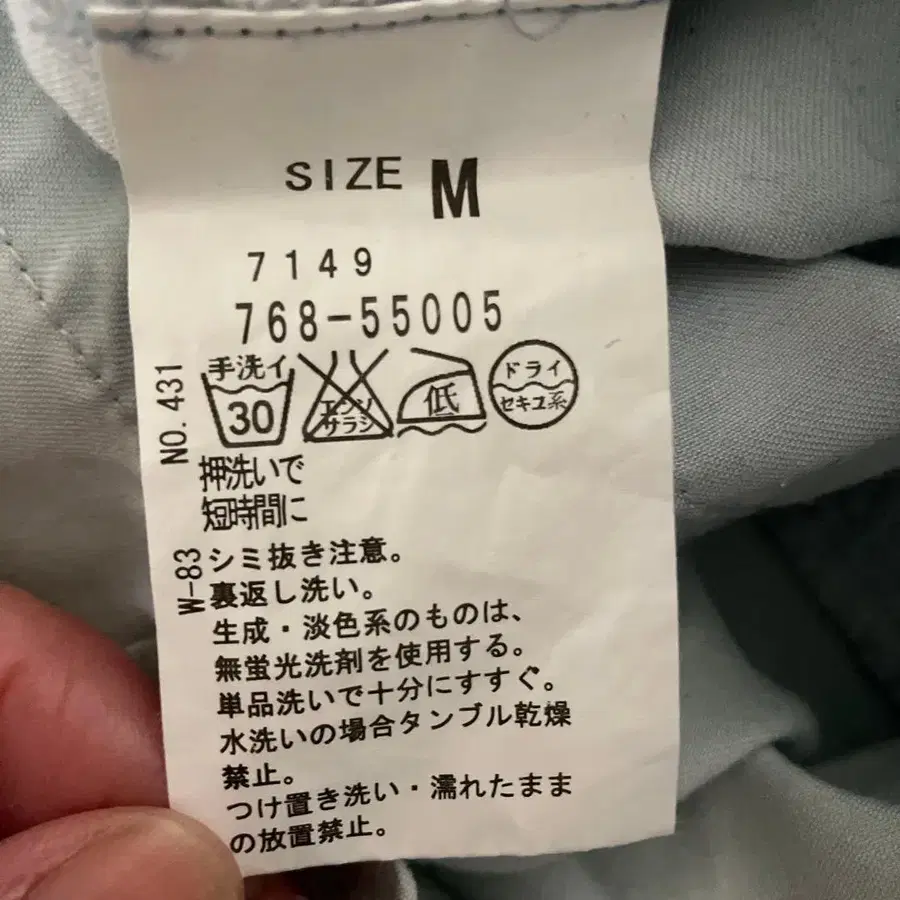 SIZE M
7149
768-55005
NO. 431
手洗イ
30
エンソ
サラシ
低
ドライ
セキユ系
押洗いで
短時間に
W-83
シミ抜き注意。
裏返し洗い。
生成・淡色系のものは、
無蛍光洗剤を使用する。
単品洗いで十分にすすぐ。
水洗いの場合タンブル乾燥
禁止。
つけ置き洗い・濡れたまま
の放置禁止。